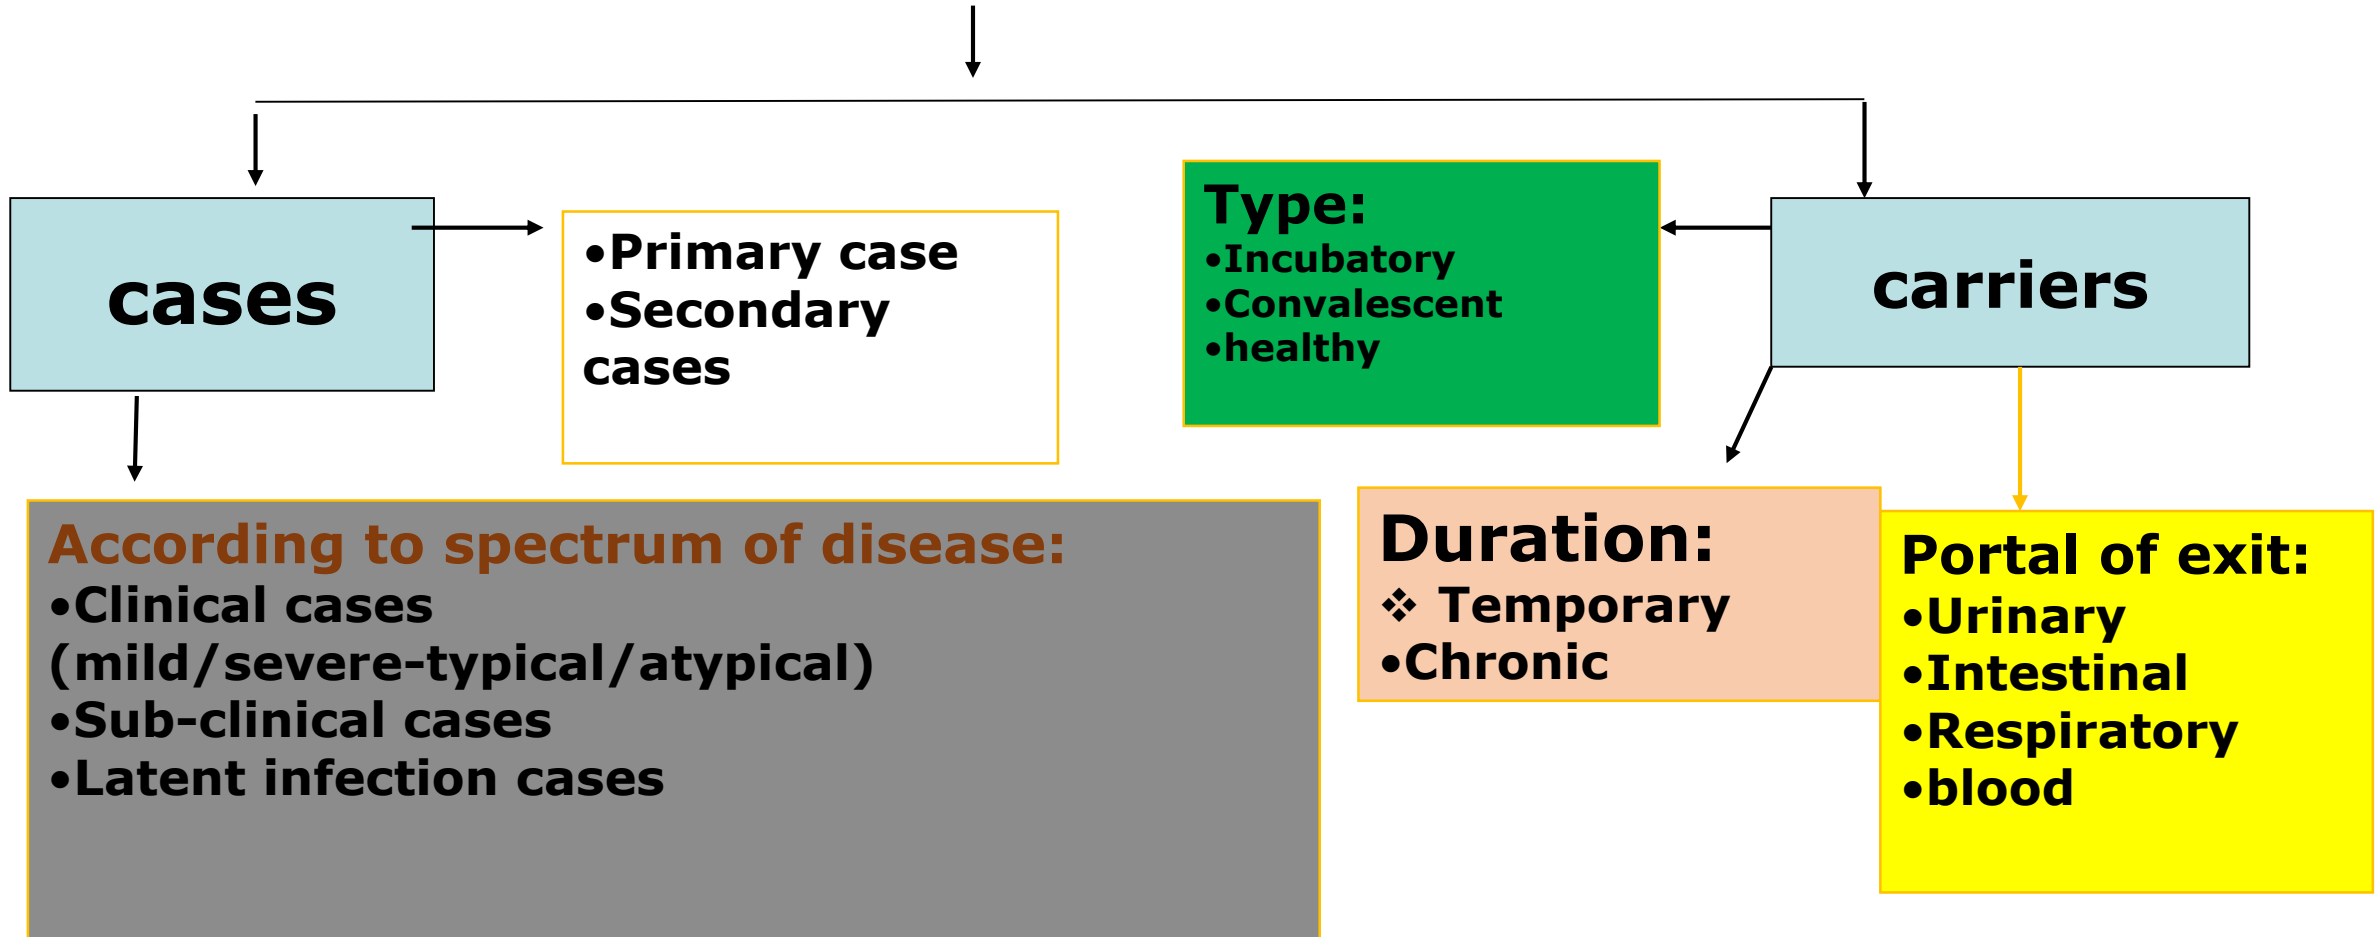 cases
•Primary case
•Secondary
cases
Type:
•Incubatory
•Convalescent
•healthy
carriers
According to spectrum of disease:
•Clinical cases
(mild/severe-typical/atypical)
•Sub-clinical cases
•Latent infection cases
Duration:
❖ Temporary
•Chronic
Portal of exit:
•Urinary
•Intestinal
•Respiratory
•blood